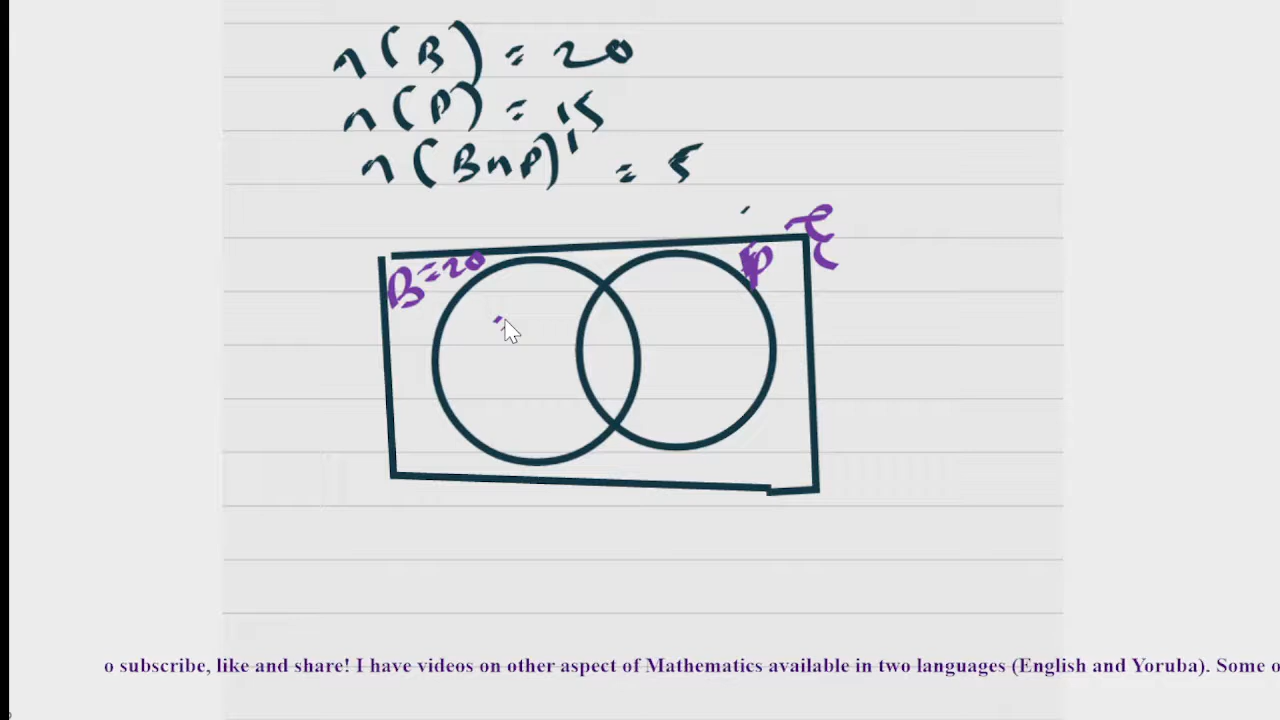 n(B) = 20
n(P) = 15
n(BnP)' = 5
B=20
P
o subscribe, like and share! I have videos on other aspect of Mathematics available in two languages (English and Yoruba). Some o